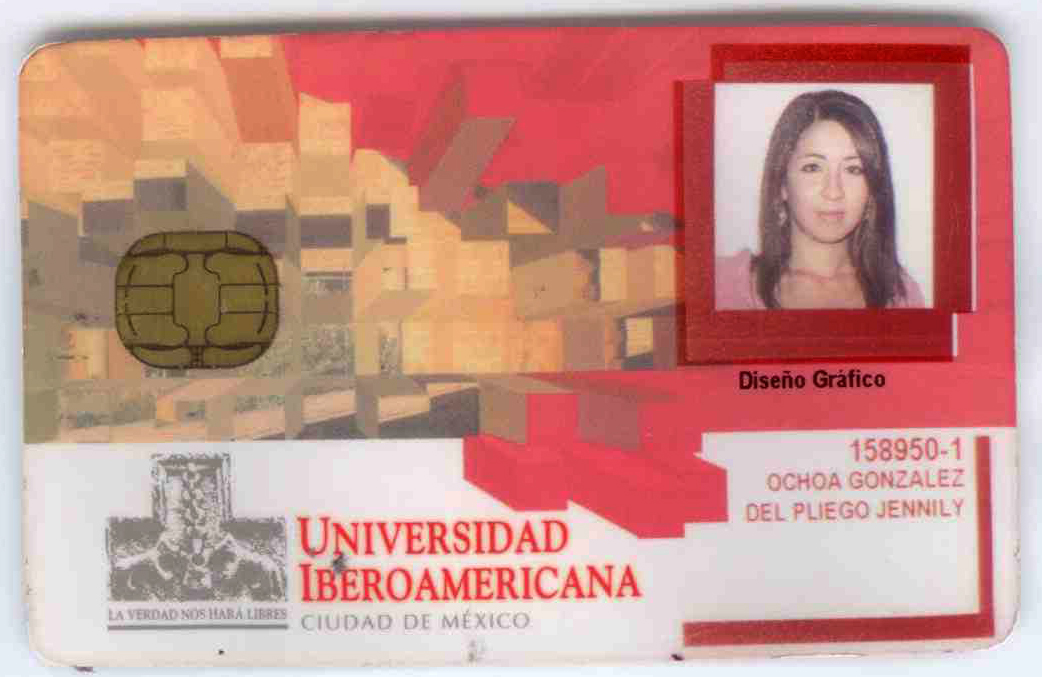 Diseño Gráfico
158950-1
OCHOA GONZALEZ
DEL PLIEGO JENNILY
UNIVERSIDAD
IBEROAMERICANA
CIUDAD DE MÉXICO
LA VERDAD NOS HARÁ LIBRES